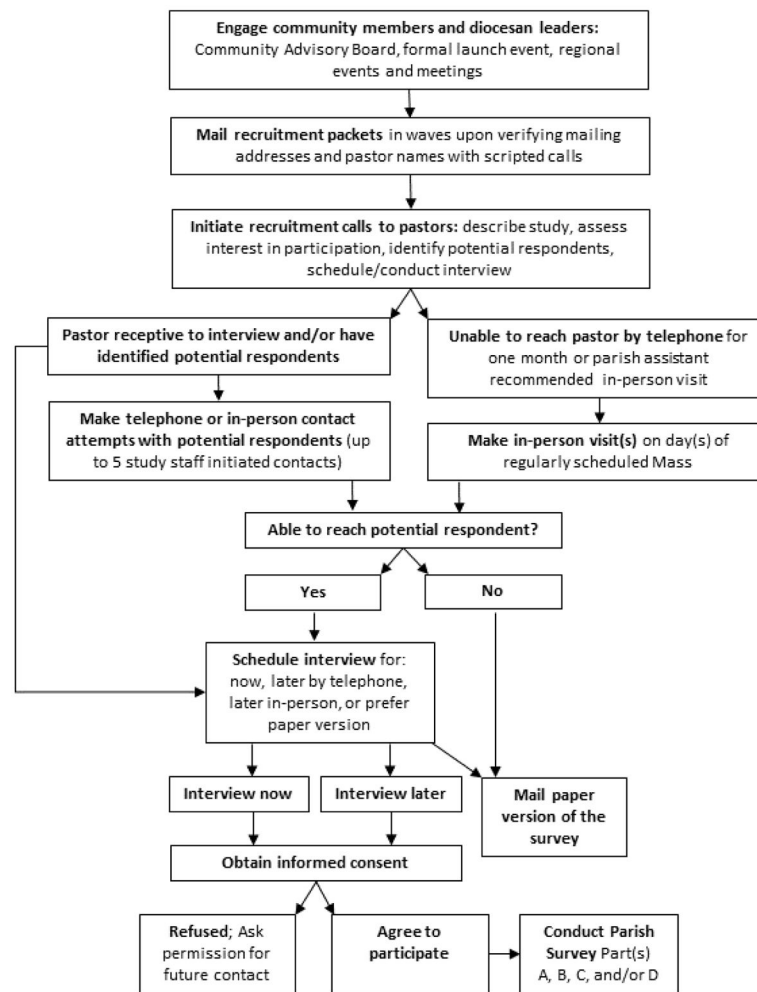 Engage community members and diocesan leaders:
Community Advisory Board, formal launch event, regional
events and meetings
Mail recruitment packets in waves upon verifying mailing
addresses and pastor names with scripted calls
Initiate recruitment calls to pastors: describe study, assess
interest in participation, identify potential respondents,
schedule/conduct interview
Pastor receptive to interview and/or have
identified potential respondents
Unable to reach pastor by telephone for
one month or parish assistant
recommended in-person visit
Make telephone or in-person contact
attempts with potential respondents (up
to 5 study staff initiated contacts)
Make in-person visit(s) on day(s) of
regularly scheduled Mass
Able to reach potential respondent?
Yes
No
Schedule interview for:
now, later by telephone,
later in-person, or prefer
paper version
Interview now
Interview later
Mail paper
version of the
survey
Obtain informed consent
Refused; Ask
permission for
future contact
Agree to
participate
Conduct Parish
Survey Part(s)
A, B, C, and/or D